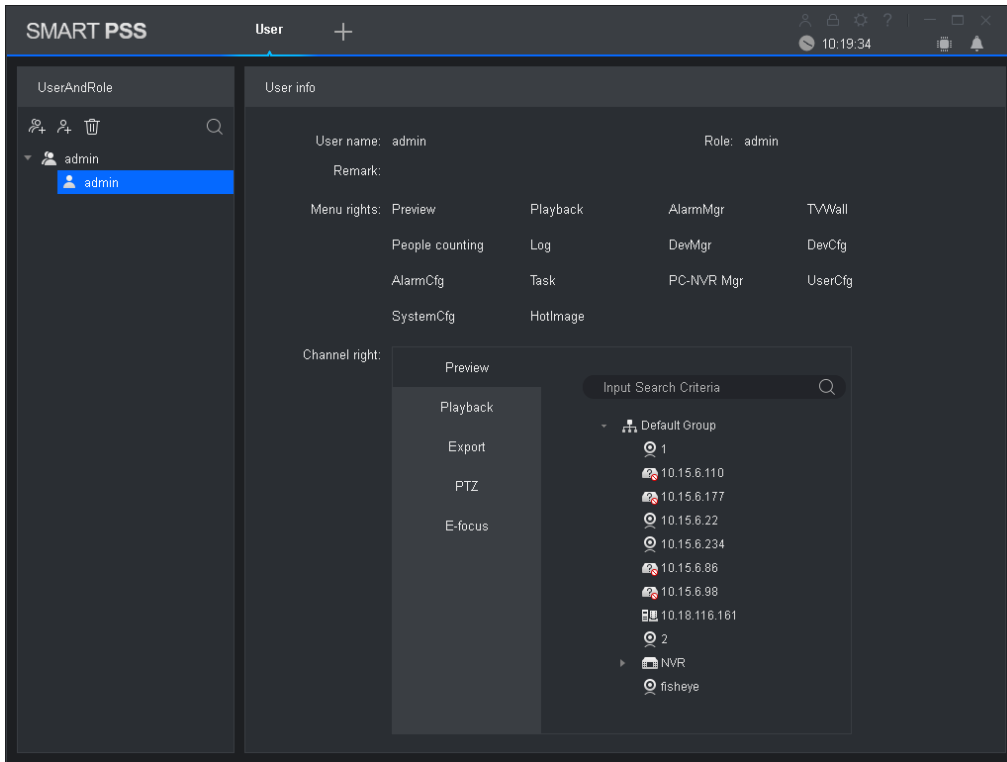 SMART PSS
User
10:19:34
UserAndRole
admin
admin
User info
User name: admin Role: admin
Remark:
Menu rights: Preview Playback AlarmMgr TVWall
People counting Log DevMgr DevCfg
AlarmCfg Task PC-NVR Mgr UserCfg
SystemCfg HotImage
Channel right:
Preview
Playback
Export
PTZ
E-focus
Input Search Criteria
Default Group
1
10.15.6.110
10.15.6.177
10.15.6.22
10.15.6.234
10.15.6.86
10.15.6.98
10.18.116.161
2
NVR
fisheye